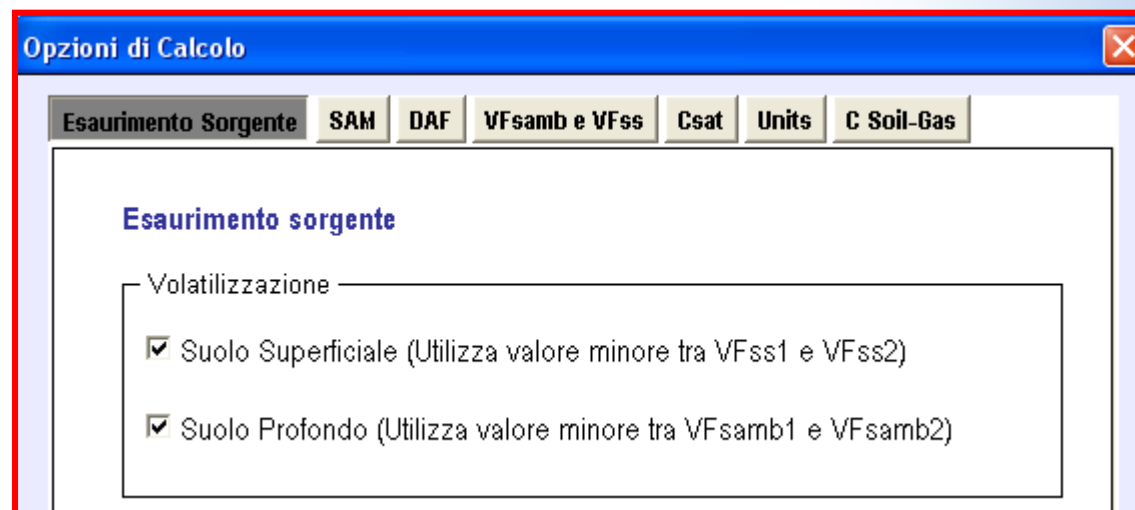 Opzioni di Calcolo
Esaurimento Sorgente SAM DAF VFsamb e VFss Csat Units C Soil-Gas
Esaurimento sorgente
Volatilizzazione
Suolo Superficiale (Utilizza valore minore tra VFss1 e VFss2)
Suolo Profondo (Utilizza valore minore tra VFsamb1 e VFsamb2)